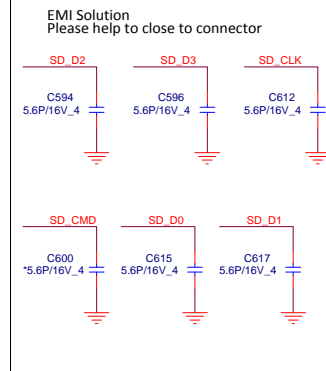 EMI Solution
Please help to close to connector
SD_D2 SD_D3 SD_CLK
C594 C596 C612
5.6P/16V_4 5.6P/16V_4 5.6P/16V_4
SD_CMD SD_D0 SD_D1
C600 C615 C617
*5.6P/16V_4 5.6P/16V_4 5.6P/16V_4